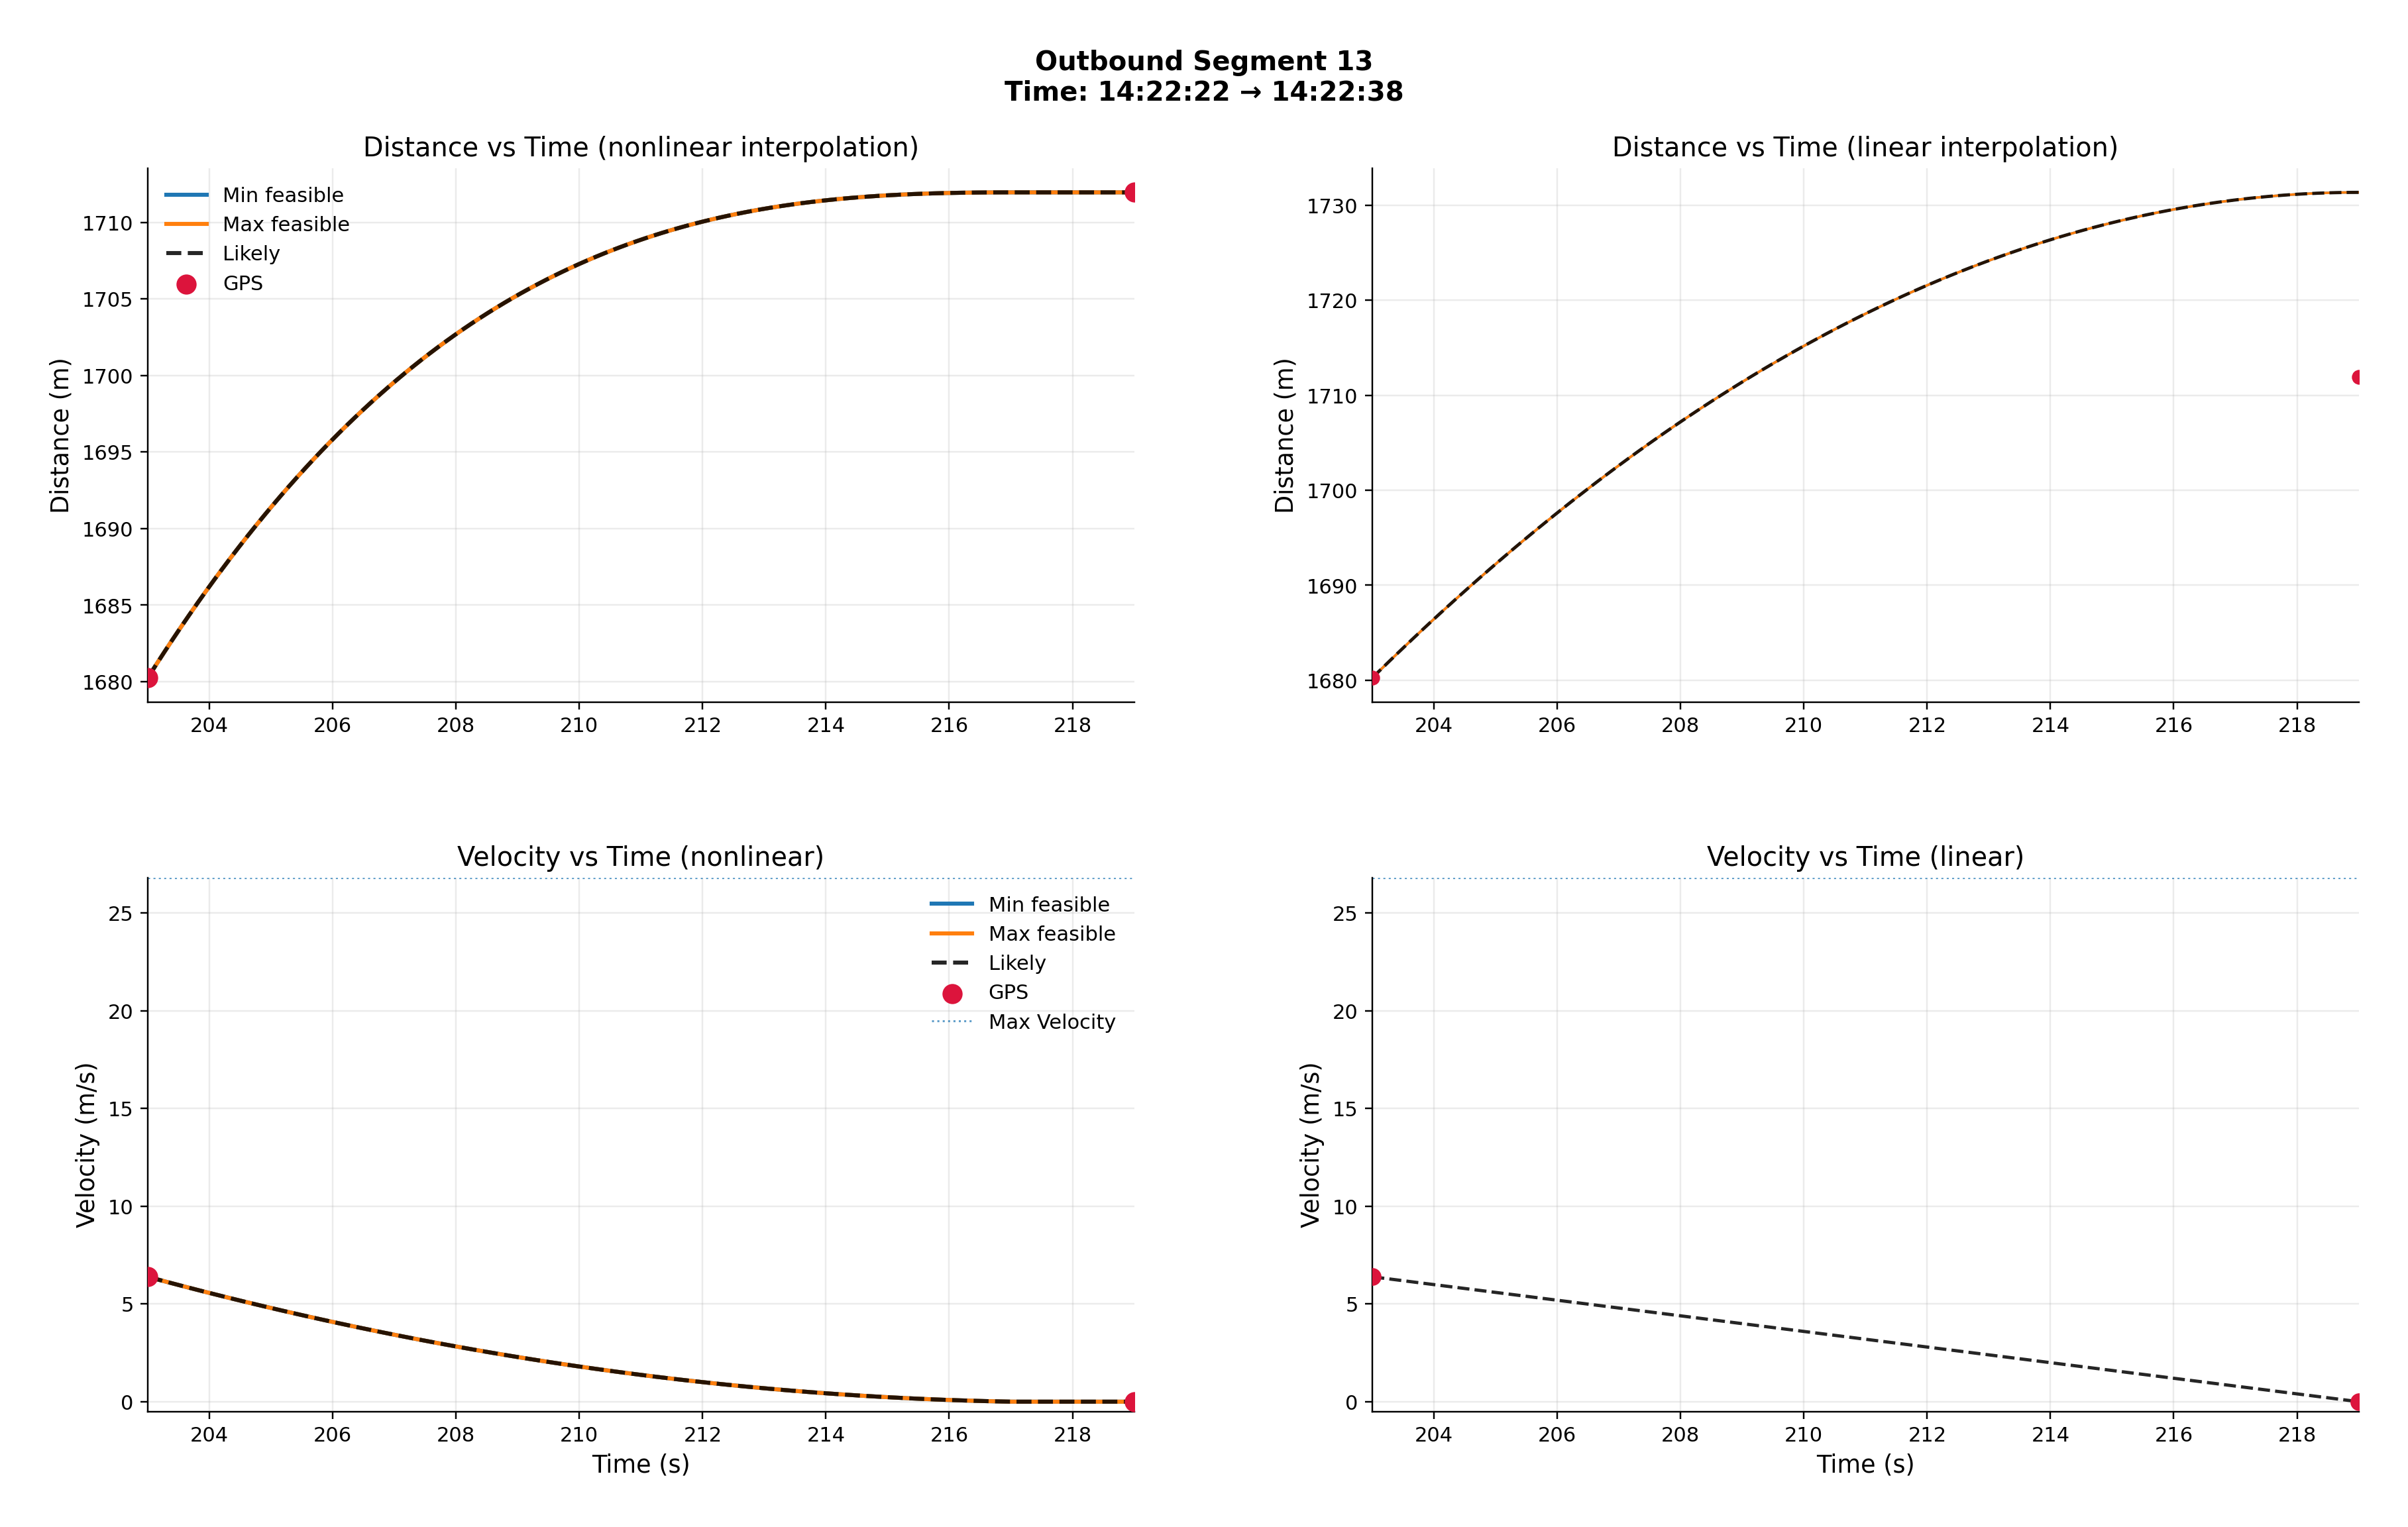 Outbound Segment 13
Time: 14:22:22 → 14:22:38
Distance vs Time (nonlinear interpolation)
Distance (m)
1710
1705
1700
1695
1690
1685
1680
Min feasible
Max feasible
Likely
GPS
204 206 208 210 212 214 216 218
Distance vs Time (linear interpolation)
Distance (m)
1730
1720
1710
1700
1690
1680
204 206 208 210 212 214 216 218
Velocity vs Time (nonlinear)
Velocity (m/s)
25
20
15
10
5
0
Min feasible
Max feasible
Likely
GPS
Max Velocity
204 206 208 210 212 214 216 218
Time (s)
Velocity vs Time (linear)
Velocity (m/s)
25
20
15
10
5
0
204 206 208 210 212 214 216 218
Time (s)